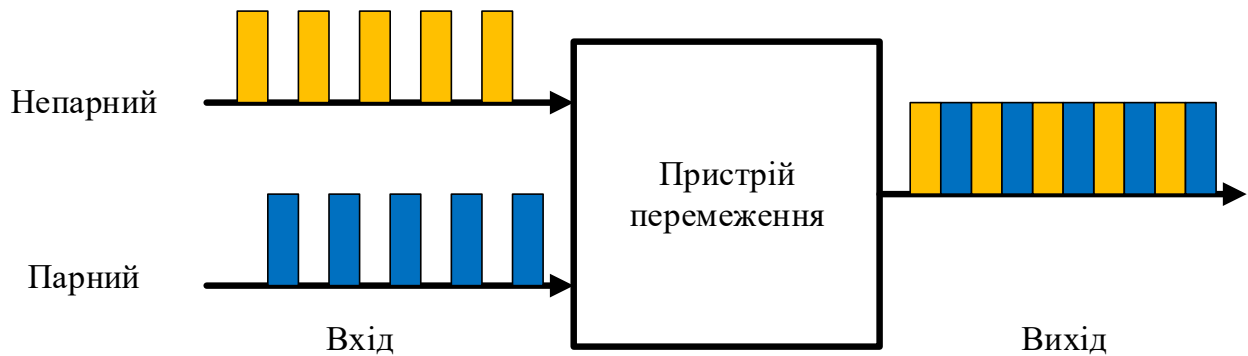 Непарний
Пристрій
перемеження
Парний
Вхід
Вихід